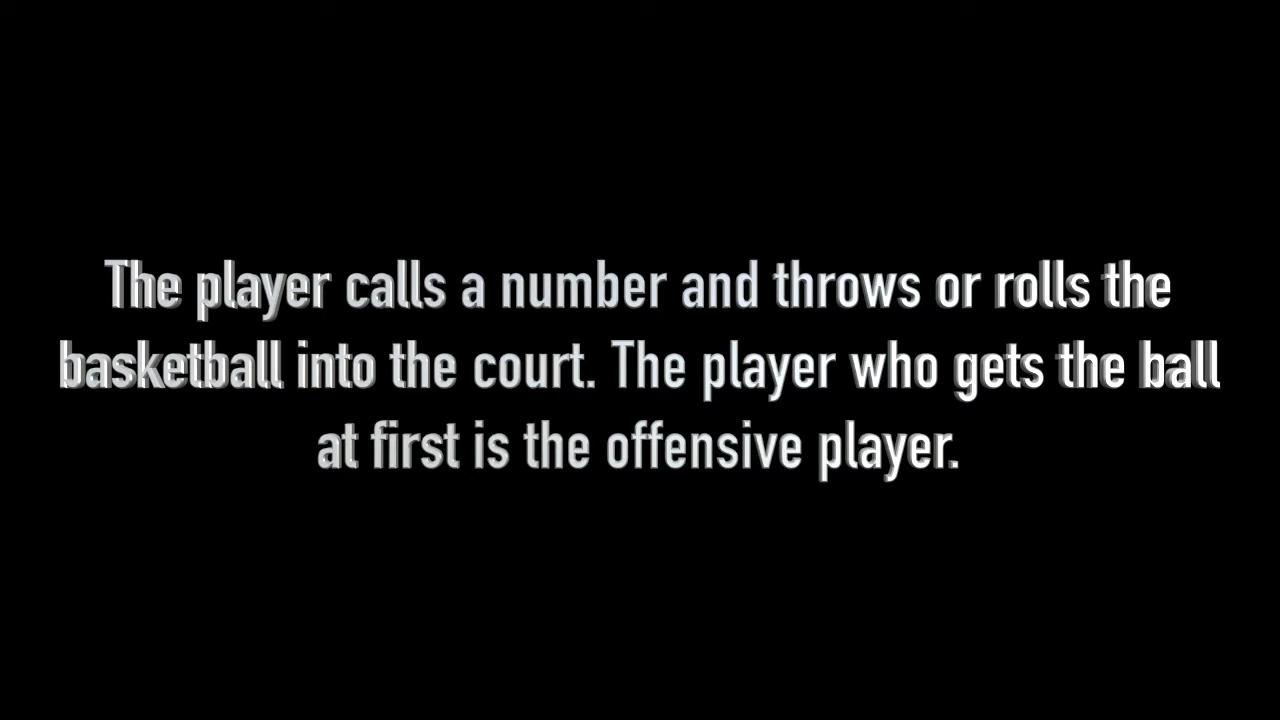 The player calls a number and throws or rolls the
basketball into the court. The player who gets the ball
at first is the offensive player.